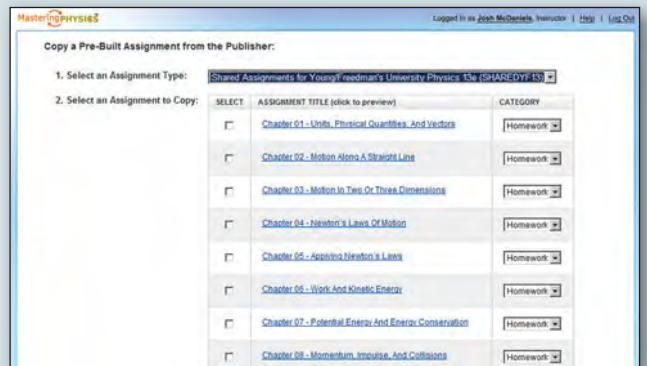 MasteringPHYSICS
Logged in as Josh McDaniels, Instructor | Help | Log Out
Copy a Pre-Built Assignment from the Publisher:
1. Select an Assignment Type: Shared Assignments for Young/Freedman's University Physics 13e (SHAREDYF13)
2. Select an Assignment to Copy: SELECT ASSIGNMENT TITLE (click to preview) CATEGORY
Chapter 01 - Units, Physical Quantities, And Vectors Homework
Chapter 02 - Motion Along A Straight Line Homework
Chapter 03 - Motion In Two Or Three Dimensions Homework
Chapter 04 - Newton's Laws Of Motion Homework
Chapter 05 - Applying Newton's Laws Homework
Chapter 06 - Work And Kinetic Energy Homework
Chapter 07 - Potential Energy And Energy Conservation Homework
Chapter 08 - Momentum, Impulse, And Collisions Homework